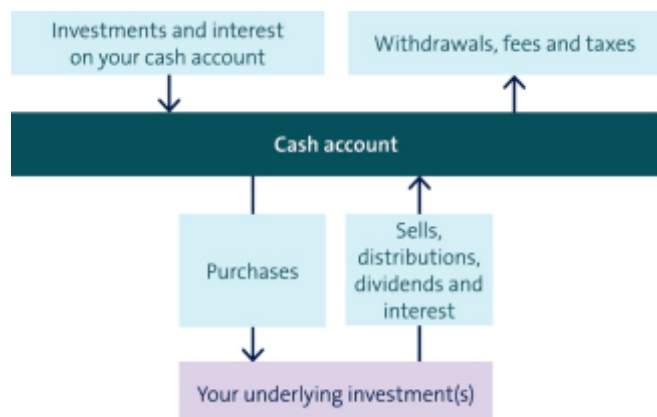 Investments and interest
on your cash account
Withdrawals, fees and taxes
Cash account
Purchases
Sells,
distributions,
dividends and
interest
Your underlying investment(s)